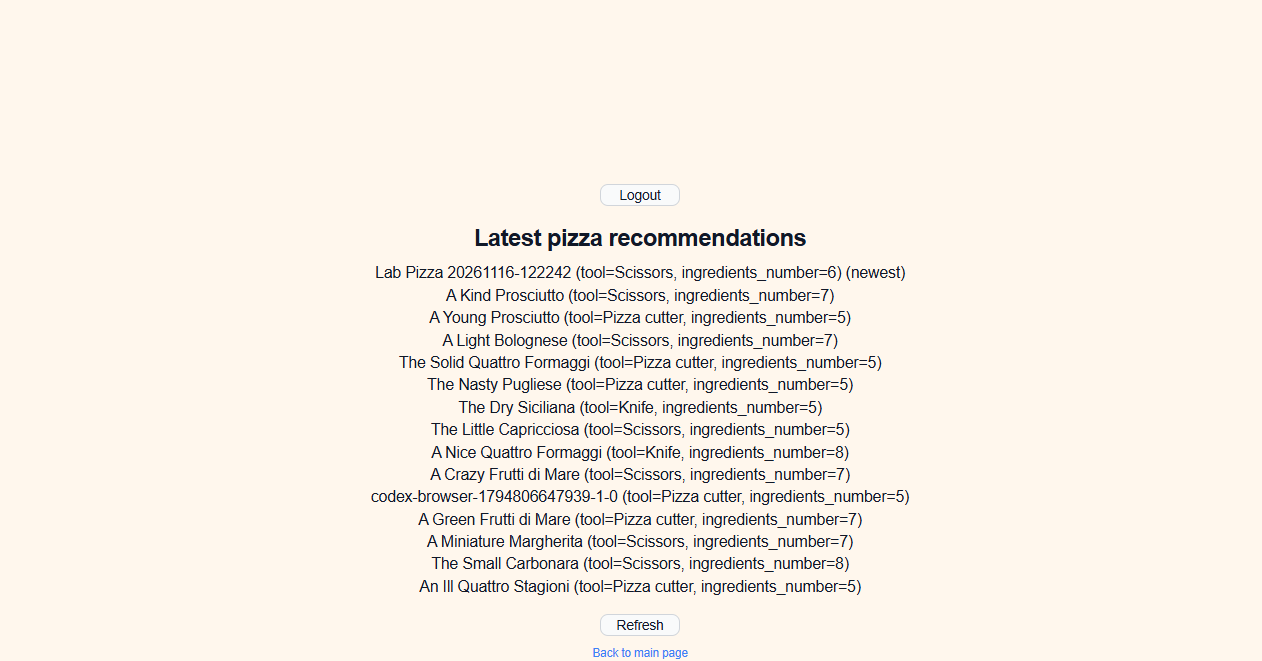 Logout
Latest pizza recommendations
Lab Pizza 20261116-122242 (tool=Scissors, ingredients_number=6) (newest)
A Kind Prosciutto (tool=Scissors, ingredients_number=7)
A Young Prosciutto (tool=Pizza cutter, ingredients_number=5)
A Light Bolognese (tool=Scissors, ingredients_number=7)
The Solid Quattro Formaggi (tool=Pizza cutter, ingredients_number=5)
The Nasty Pugliese (tool=Pizza cutter, ingredients_number=5)
The Dry Siciliana (tool=Knife, ingredients_number=5)
The Little Capricciosa (tool=Scissors, ingredients_number=5)
A Nice Quattro Formaggi (tool=Knife, ingredients_number=8)
A Crazy Frutti di Mare (tool=Scissors, ingredients_number=7)
codex-browser-1794806647939-1-0 (tool=Pizza cutter, ingredients_number=5)
A Green Frutti di Mare (tool=Pizza cutter, ingredients_number=7)
A Miniature Margherita (tool=Scissors, ingredients_number=7)
The Small Carbonara (tool=Scissors, ingredients_number=8)
An Ill Quattro Stagioni (tool=Pizza cutter, ingredients_number=5)
Refresh
Back to main page